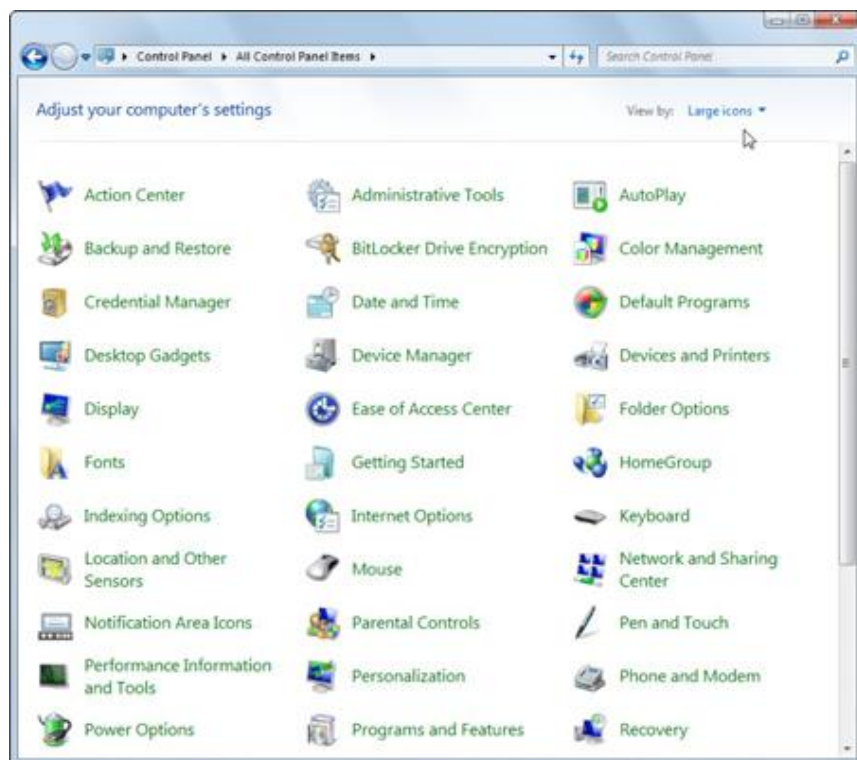 Control Panel All Control Panel Items
Search Control Panel
Adjust your computer's settings
View by: Large icons
Action Center
Administrative Tools
AutoPlay
Backup and Restore
BitLocker Drive Encryption
Color Management
Credential Manager
Date and Time
Default Programs
Desktop Gadgets
Device Manager
Devices and Printers
Display
Ease of Access Center
Folder Options
Fonts
Getting Started
HomeGroup
Indexing Options
Internet Options
Keyboard
Location and Other
Sensors
Mouse
Network and Sharing
Center
Notification Area Icons
Parental Controls
Pen and Touch
Performance Information
and Tools
Personalization
Phone and Modem
Power Options
Programs and Features
Recovery